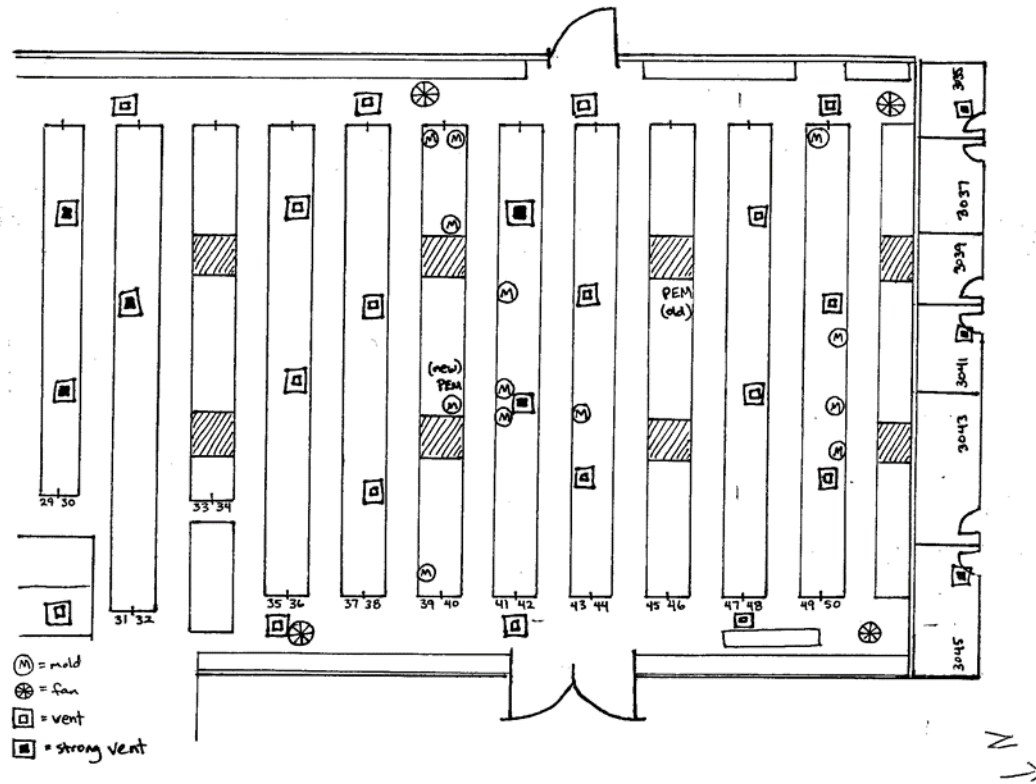 3035
M M
M
3037
M
3039
M
PEM
(old)
M
3041
(new)
PEM
M
M
M
M
M
3043
M
29 30
33 34
M
35 36
37 38
39 40
41 42
43 44
45 46
47 48
49 50
31 32
3045
M = mold
= fan
= vent
= strong vent
N